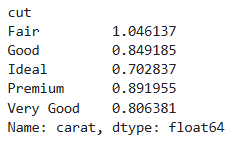 cut
Fair 1.046137
Good 0.849185
Ideal 0.702837
Premium 0.891955
Very Good 0.806381
Name: carat, dtype: float64